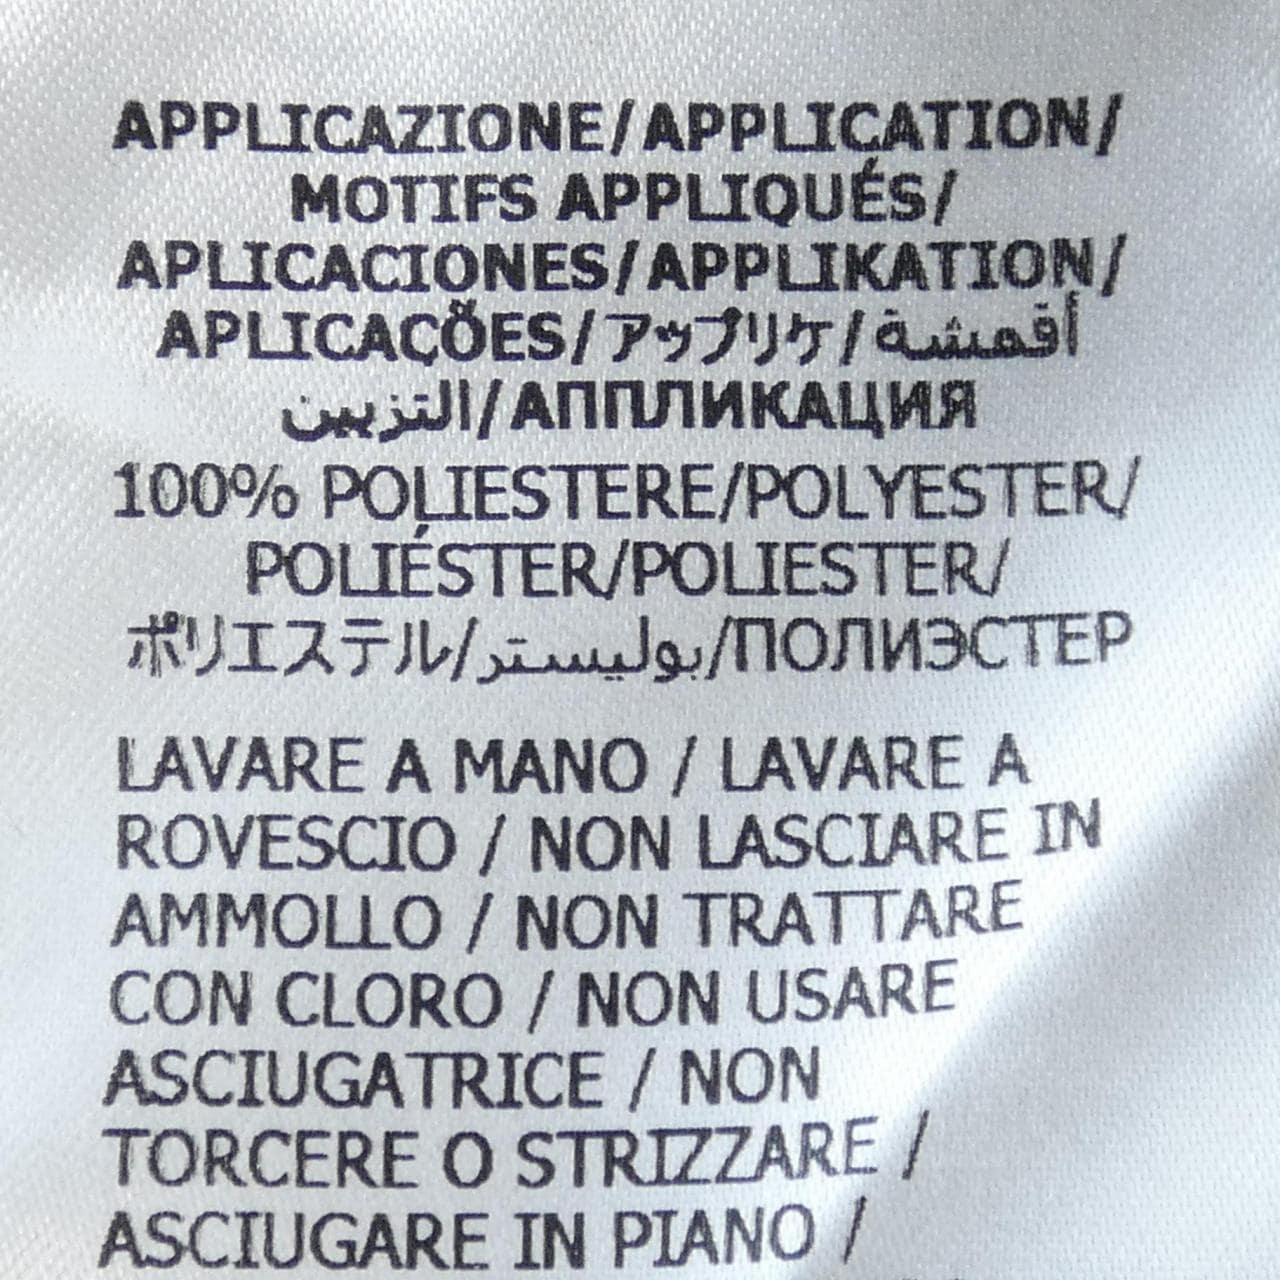 APPLICAZIONE/APPLICATION/
MOTIFS APPLIQUÉS/
APLICACIONES/APPLIKATION/
APLICAÇÕES/アップリケ/أقمشة
التزيين/АППЛИКАЦИЯ
100% POLIESTERE/POLYESTER/
POLIÉSTER/POLIESTER/
ポリエステル/بوليستر/ПОЛИЭСТЕР
LAVARE A MANO / LAVARE A
ROVESCIO / NON LASCIARE IN
AMMOLLO / NON TRATTARE
CON CLORO / NON USARE
ASCIUGATRICE / NON
TORCERE O STRIZZARE /
ASCIUGARE IN PIANO /